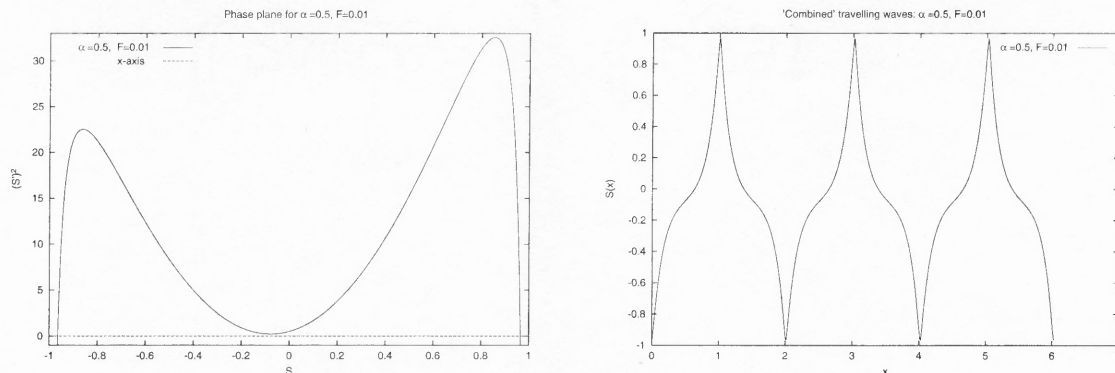 Phase plane for α=0.5, F=0.01
α=0.5, F=0.01
x-axis
(S')²
30
25
20
15
10
5
0
-1 -0.8 -0.6 -0.4 -0.2 0 0.2 0.4 0.6 0.8 1
S
'Combined' travelling waves: α=0.5, F=0.01
α=0.5, F=0.01
S(x)
1
0.8
0.6
0.4
0.2
0
-0.2
-0.4
-0.6
-0.8
-1
0 1 2 3 4 5 6
x